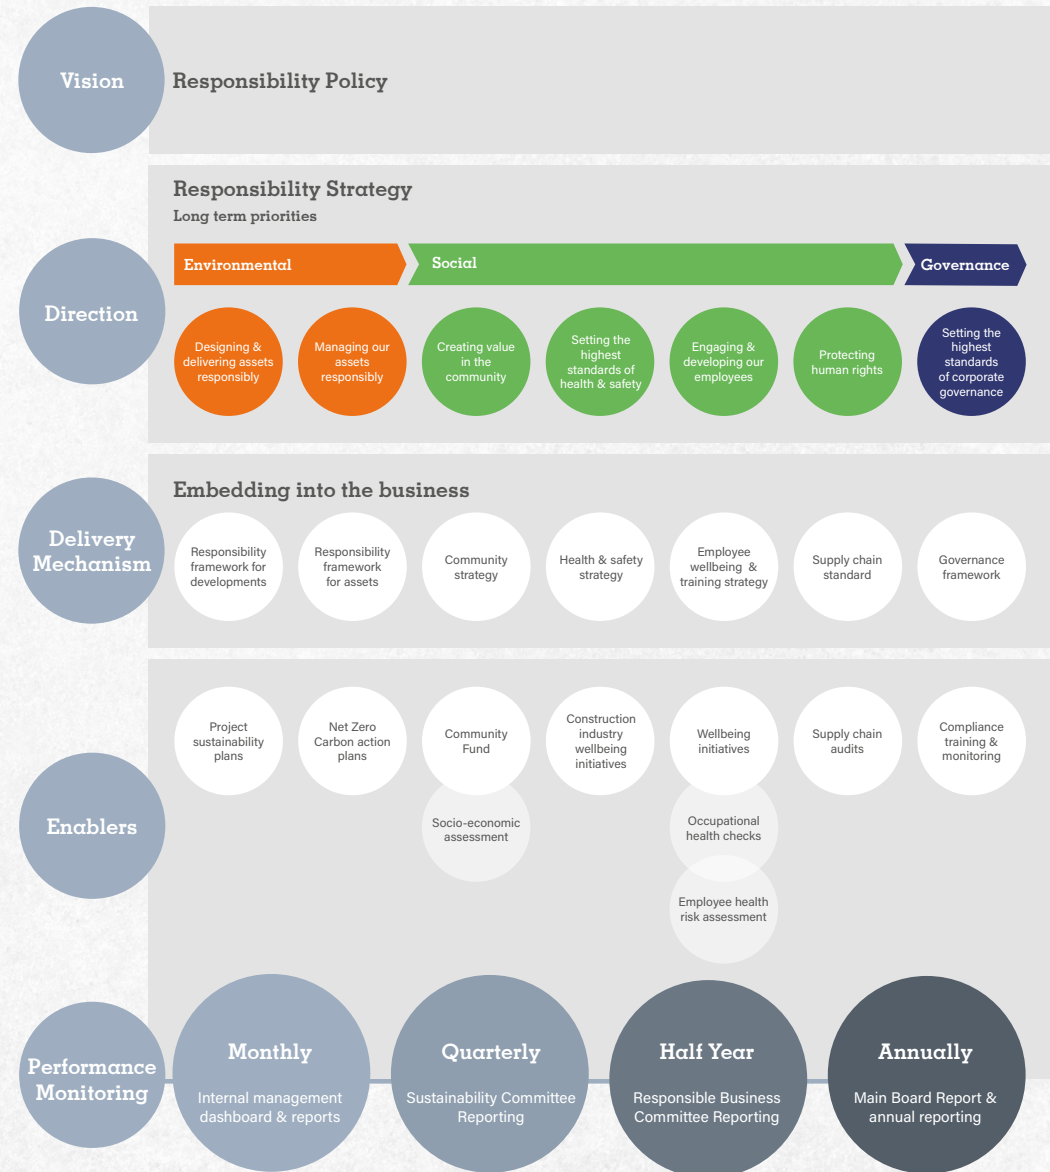 Vision
Responsibility Policy
Direction
Responsibility Strategy
Long term priorities
Environmental
Social
Governance
Designing &
delivering assets
responsibly
Managing our
assets
responsibly
Creating value
in the
community
Setting the
highest
standards of
health & safety
Engaging &
developing our
employees
Protecting
human rights
Setting the
highest
standards
of corporate
governance
Delivery
Mechanism
Embedding into the business
Responsibility
framework for
developments
Responsibility
framework
for assets
Community
strategy
Health & safety
strategy
Employee
wellbeing &
training strategy
Supply chain
standard
Governance
framework
Enablers
Project
sustainability
plans
Net Zero
Carbon action
plans
Community
Fund
Socio-economic
assessment
Construction
industry
wellbeing
initiatives
Wellbeing
initiatives
Occupational
health checks
Employee health
risk assessment
Supply chain
audits
Compliance
training &
monitoring
Performance
Monitoring
Monthly
Internal management
dashboard & reports
Quarterly
Sustainability Committee
Reporting
Half Year
Responsible Business
Committee Reporting
Annually
Main Board Report &
annual reporting